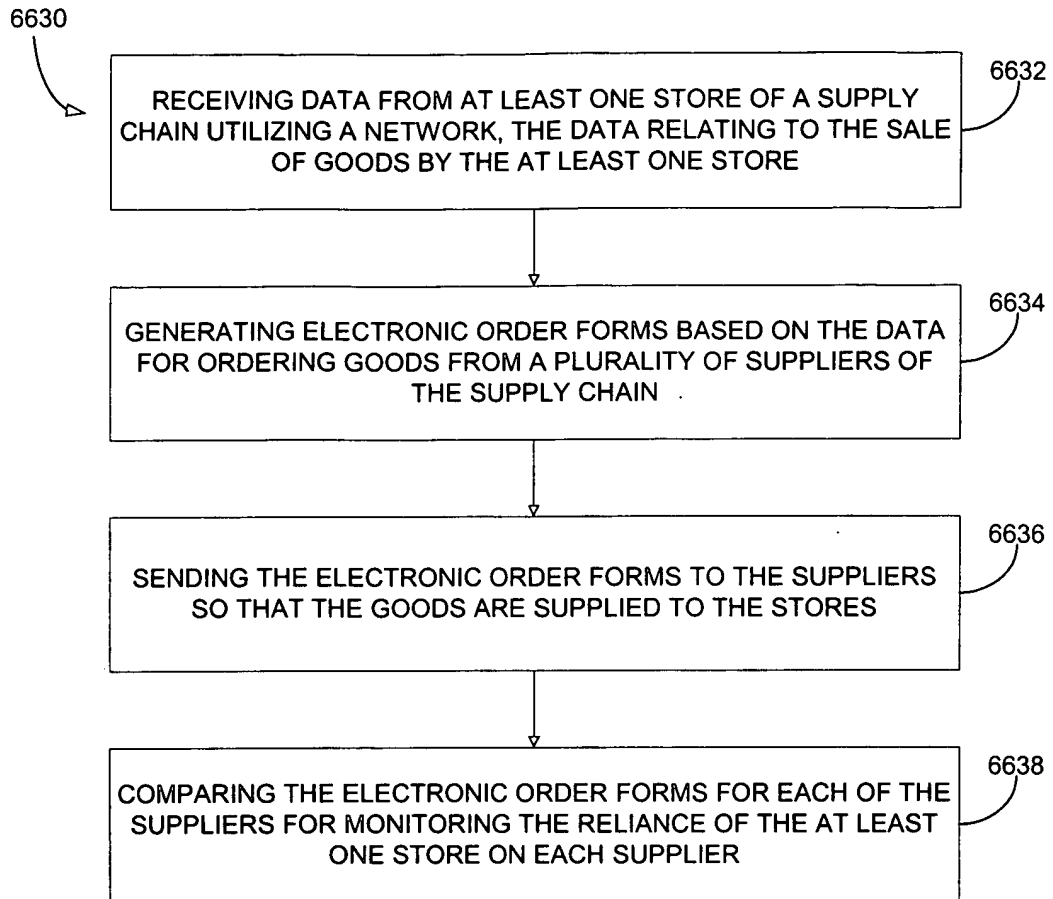 6630
6632
RECEIVING DATA FROM AT LEAST ONE STORE OF A SUPPLY
CHAIN UTILIZING A NETWORK, THE DATA RELATING TO THE SALE
OF GOODS BY THE AT LEAST ONE STORE
6634
GENERATING ELECTRONIC ORDER FORMS BASED ON THE DATA
FOR ORDERING GOODS FROM A PLURALITY OF SUPPLIERS OF
THE SUPPLY CHAIN
6636
SENDING THE ELECTRONIC ORDER FORMS TO THE SUPPLIERS
SO THAT THE GOODS ARE SUPPLIED TO THE STORES
6638
COMPARING THE ELECTRONIC ORDER FORMS FOR EACH OF THE
SUPPLIERS FOR MONITORING THE RELIANCE OF THE AT LEAST
ONE STORE ON EACH SUPPLIER